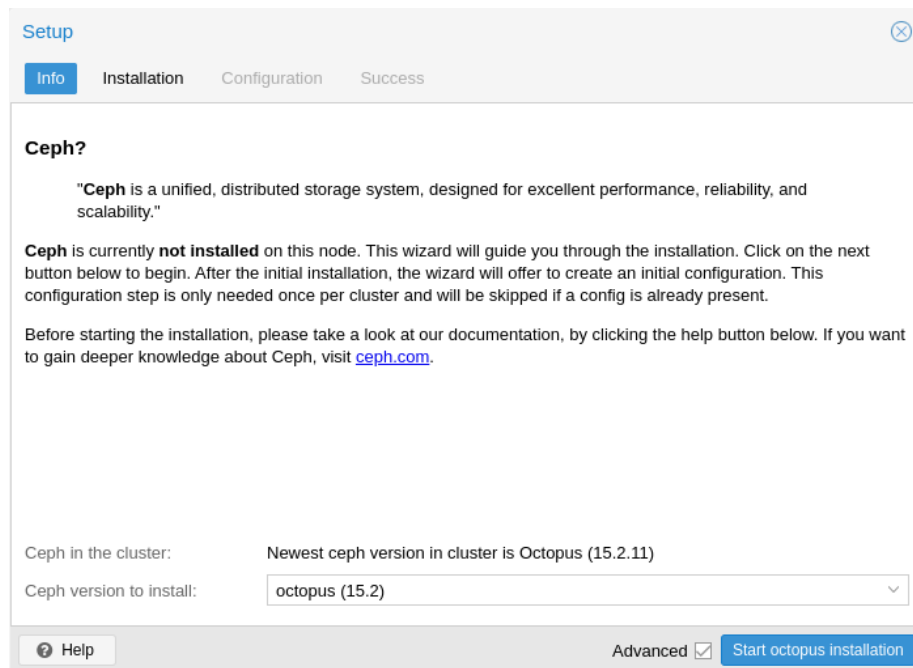 Setup
Info Installation Configuration Success
Ceph?
"Ceph is a unified, distributed storage system, designed for excellent performance, reliability, and
scalability."
Ceph is currently not installed on this node. This wizard will guide you through the installation. Click on the next
button below to begin. After the initial installation, the wizard will offer to create an initial configuration. This
configuration step is only needed once per cluster and will be skipped if a config is already present.
Before starting the installation, please take a look at our documentation, by clicking the help button below. If you want
to gain deeper knowledge about Ceph, visit ceph.com.
Ceph in the cluster: Newest ceph version in cluster is Octopus (15.2.11)
Ceph version to install: octopus (15.2)
Help Advanced Start octopus installation